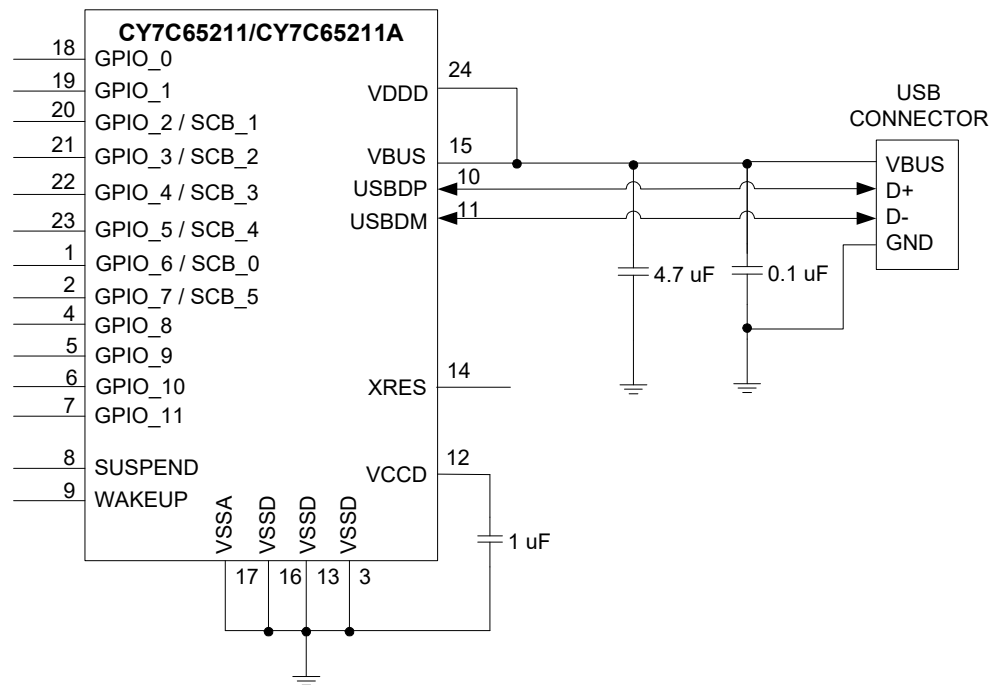 CY7C65211/CY7C65211A
18 GPIO_0
19 GPIO_1
20 GPIO_2 / SCB_1
21 GPIO_3 / SCB_2
22 GPIO_4 / SCB_3
23 GPIO_5 / SCB_4
1 GPIO_6 / SCB_0
2 GPIO_7 / SCB_5
4 GPIO_8
5 GPIO_9
6 GPIO_10
7 GPIO_11
8 SUSPEND
9 WAKEUP
VDDD 24
VBUS 15
USBDP 10
USBDM 11
XRES 14
VCCD 12
VSSA
VSSD
VSSD
VSSD
17
16
13
3
1 uF
4.7 uF
0.1 uF
USB
CONNECTOR
VBUS
D+
D-
GND